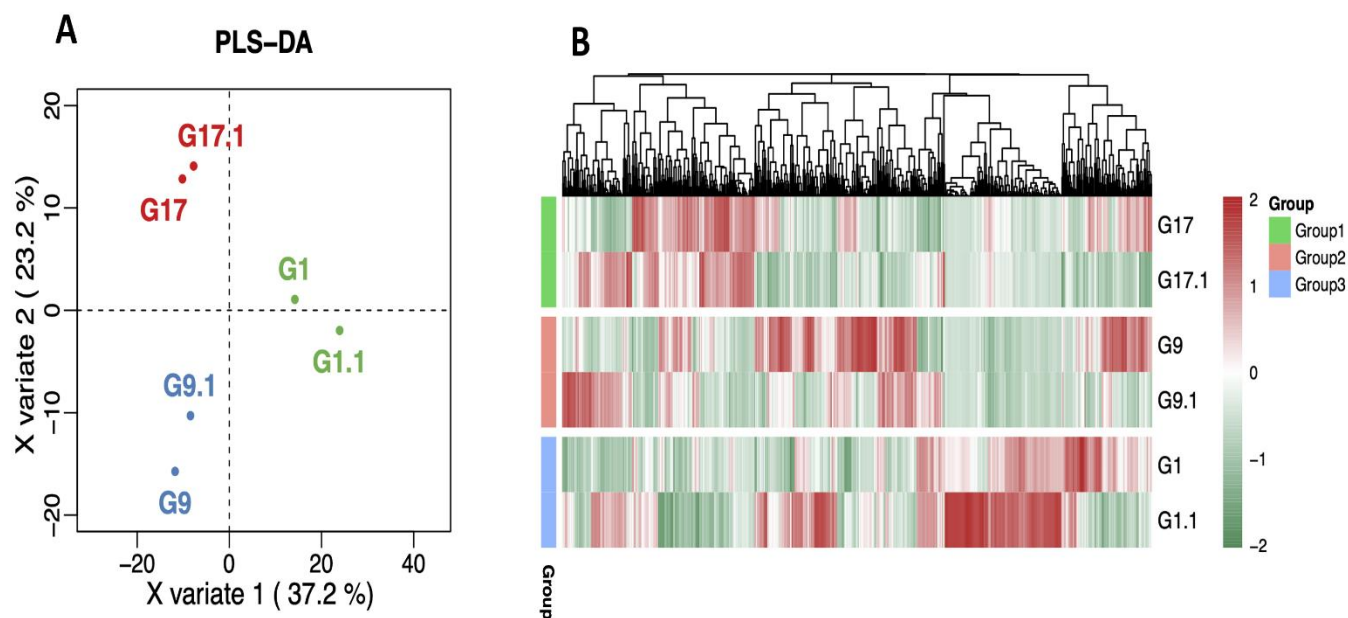 A
PLS–DA
X variate 2 ( 23.2 %)
20
10
0
−10
−20
G17.1
G17
G1
G1.1
G9.1
G9
−20
0
20
40
X variate 1 ( 37.2 %)
B
G17
G17.1
G9
G9.1
G1
G1.1
Group
2
1
0
−1
−2
Group
Group1
Group2
Group3